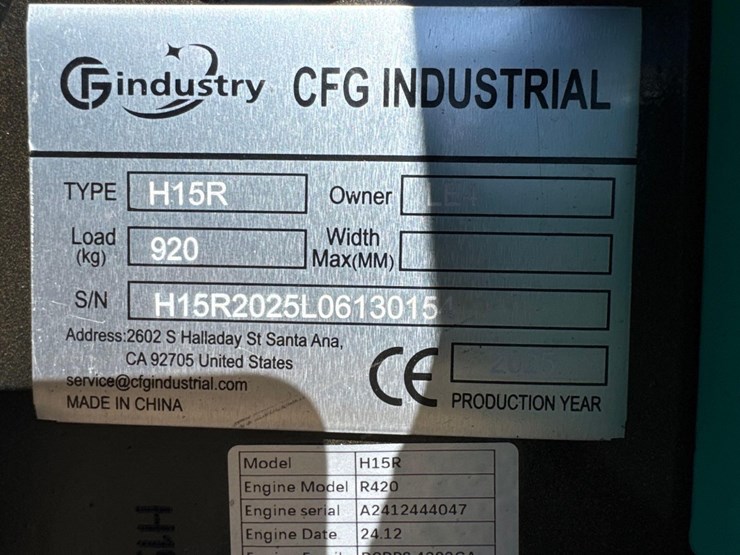 CFindustry CFG INDUSTRIAL
TYPE H15R Owner
Load (kg) 920 Width Max(MM)
S/N H15R2025L06130154
Address:2602 S Halladay St Santa Ana,
CA 92705 United States
service@cfgindustrial.com
MADE IN CHINA
CE PRODUCTION YEAR
Model H15R
Engine Model R420
Engine serial A2412444047
Engine Date 24.12